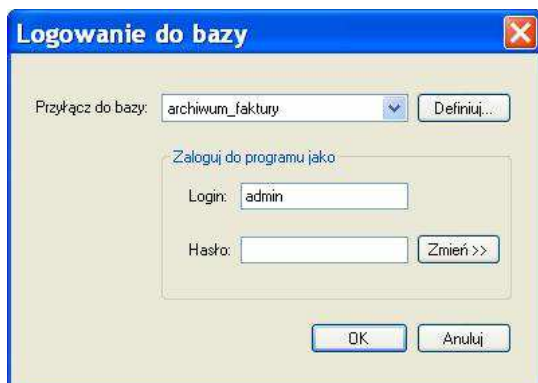 Logowanie do bazy
Przyłącz do bazy: archiwum_faktury Definiuj...
Zaloguj do programu jako
Login: admin
Hasło: Zmień >>
OK Anuluj